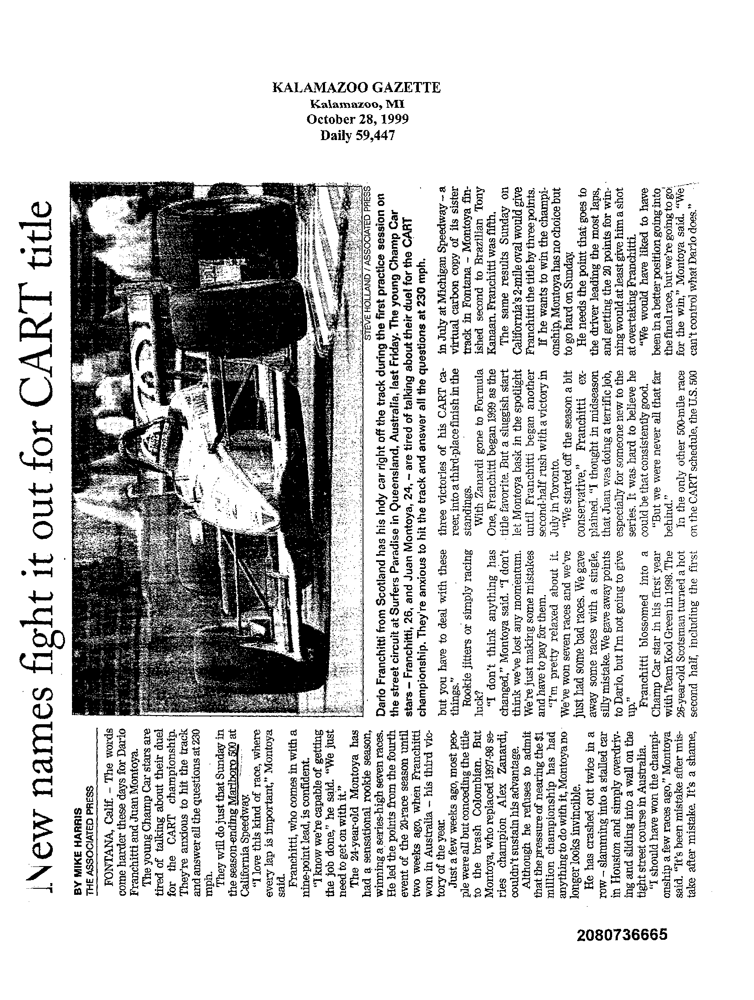 KALAMAZOO GAZETTE
Kalamazoo, MI
October 28, 1999
Daily 59,447
New names fight it out for CART title
BY MIKE HARRIS
THE ASSOCIATED PRESS
FONTANA, Calif. – The words
come harder these days for Dario
Franchitti and Juan Montoya.
The young Champ Car stars are
tired of talking about their duel
for the CART championship.
They're anxious to hit the track
and answer all the questions at 230
mph.
They will do just that Sunday in
the season-ending Marlboro 500 at
California Speedway.
"I love this kind of race, where
every lap is important," Montoya
said.
Franchitti, who comes in with a
nine-point lead, is confident.
"I know we're capable of getting
the job done," he said. "We just
need to get on with it."
The 24-year-old Montoya has
had a sensational rookie season,
winning a series-high seven races.
He led the points from the fourth
event of the 20-race season until
two weeks ago, when Franchitti
won in Australia – his third vic-
tory of the year.
Just a few weeks ago, most peo-
ple were all but conceding the title
to the brash Colombian. But
Montoya, who replaced 1997-98 se-
ries champion Alex Zanardi,
couldn't sustain his advantage.
Although he refuses to admit
that the pressure of nearing the $1
million championship has had
anything to do with it, Montoya no
longer looks invincible.
He has crashed out twice in a
row – slamming into a stalled car
in Houston and simply overdriv-
ing and sliding into a wall on the
tight street course in Australia.
"I should have won the champi-
onship a few races ago," Montoya
said. "It's been mistake after mis-
take after mistake. It's a shame,
STEVE HOLLAND / ASSOCIATED PRESS
Dario Franchitti from Scotland has his Indy car right off the track during the first practice session on
the street circuit at Surfers Paradise in Queensland, Australia, last Friday. The young Champ Car
stars – Franchitti, 26, and Juan Montoya, 24, – are tired of talking about their duel for the CART
championship. They're anxious to hit the track and answer all the questions at 230 mph.
but you have to deal with these
things."
Rookie jitters or simply racing
luck?
"I don't think anything has
changed," Montoya said. "I don't
think we've lost any momentum.
We're just making some mistakes
and have to pay for them.
"I'm pretty relaxed about it.
We've won seven races and we've
just had some bad races. We gave
away some races with a single,
silly mistake. We gave away points
to Dario, but I'm not going to give
up."
Franchitti blossomed into a
Champ Car star in his first year
with Team Kool Green in 1998. The
26-year-old Scotsman turned a hot
second half, including the first
three victories of his CART ca-
reer, into a third-place finish in the
standings.
With Zanardi gone to Formula
One, Franchitti began 1999 as the
title favorite. But a sluggish start
let Montoya bask in the spotlight
until Franchitti began another
second-half rush with a victory in
July in Toronto.
"We started off the season a bit
conservative," Franchitti ex-
plained. "I thought in midseason
that Juan was doing a terrific job,
especially for someone new to the
series. It was hard to believe he
could be that consistently good.
"But we were never all that far
behind."
In the only other 500-mile race
on the CART schedule, the U.S. 500
in July at Michigan Speedway – a
virtual carbon copy of its sister
track in Fontana – Montoya fin-
ished second to Brazilian Tony
Kanaan. Franchitti was fifth.
The same results Sunday on
California's 2-mile oval would give
Franchitti the title by three points.
If he wants to win the champi-
onship, Montoya has no choice but
to go hard on Sunday.
He needs the point that goes to
the driver leading the most laps,
and getting the 20 points for win-
ning would at least give him a shot
at overtaking Franchitti.
"We would have liked to have
been in a better position going into
the final race, but we're going to go
for the win," Montoya said. "We
can't control what Dario does."
2080736665